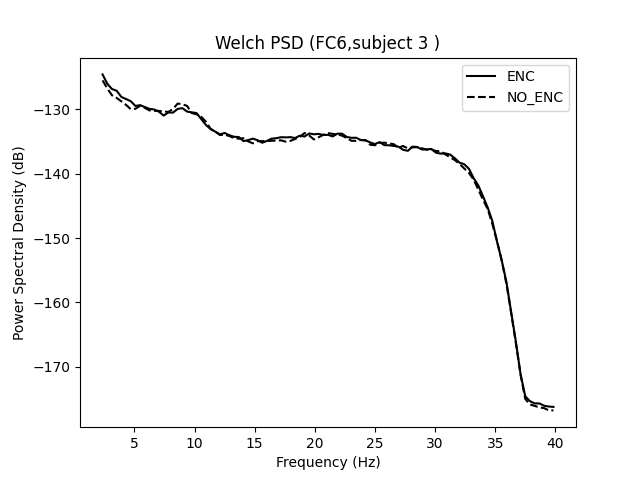 Welch PSD (FC6,subject 3 )
ENC
NO_ENC
Power Spectral Density (dB)
−130
−140
−150
−160
−170
5 10 15 20 25 30 35 40
Frequency (Hz)